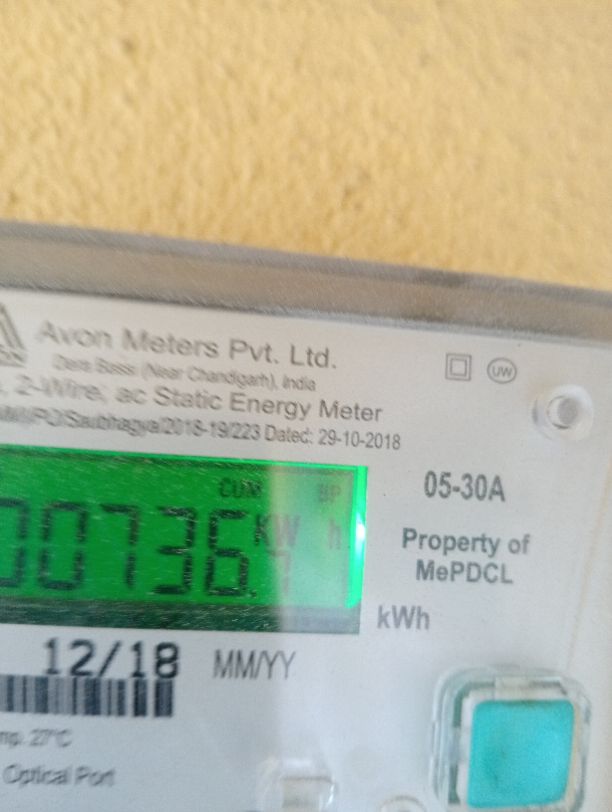 Avon Meters Pvt. Ltd.
Dera Bassi (Near Chandigarh), India
2-Wire, ac Static Energy Meter
UW
Saubhagya/2018-19/223 Dated: 29-10-2018
CUM
00736.
KW h
05-30A
Property of
MePDCL
kWh
12/18 MM/YY
27°C
Optical Port